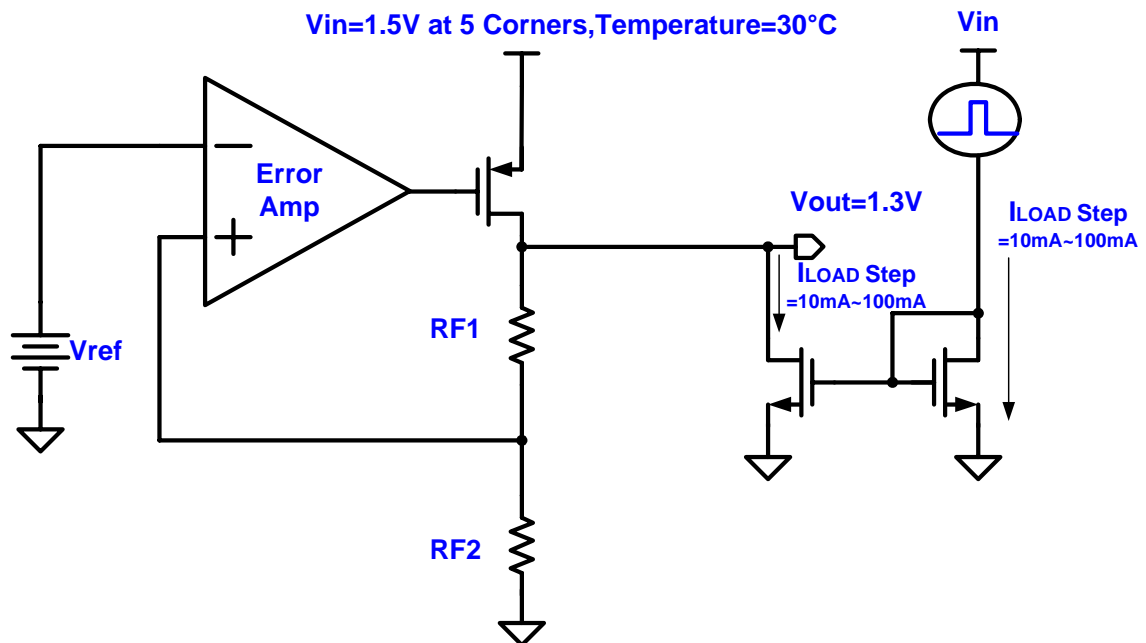 Vin=1.5V at 5 Corners,Temperature=30°C
Vin
−
Error
Amp
+
Vout=1.3V
ILOAD Step
=10mA~100mA
ILOAD Step
=10mA~100mA
RF1
Vref
RF2